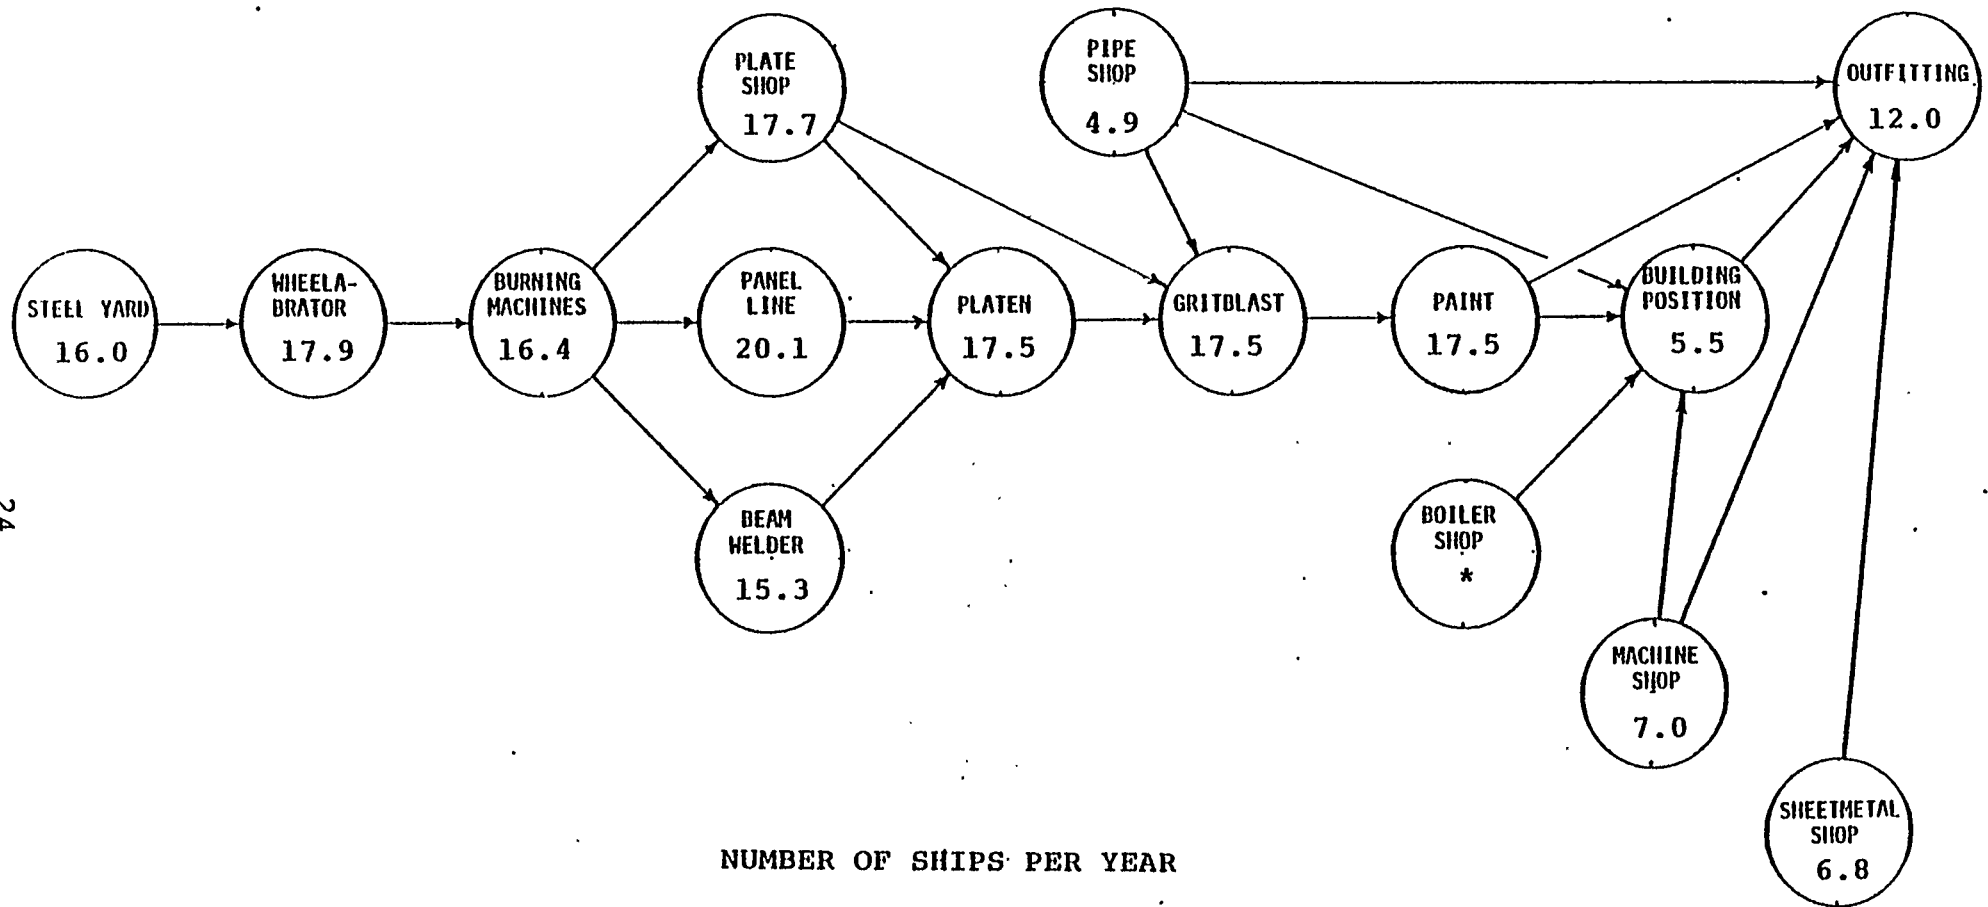 PLATE
SHOP
17.7
PIPE
SHOP
4.9
OUTFITTING
12.0
STEEL YARD
16.0
WHEELA-
BRATOR
17.9
BURNING
MACHINES
16.4
PANEL
LINE
20.1
PLATEN
17.5
GRITBLAST
17.5
PAINT
17.5
BUILDING
POSITION
5.5
BEAM
WELDER
15.3
BOILER
SHOP
*
MACHINE
SHOP
7.0
SHEETMETAL
SHOP
6.8
NUMBER OF SHIPS PER YEAR
24